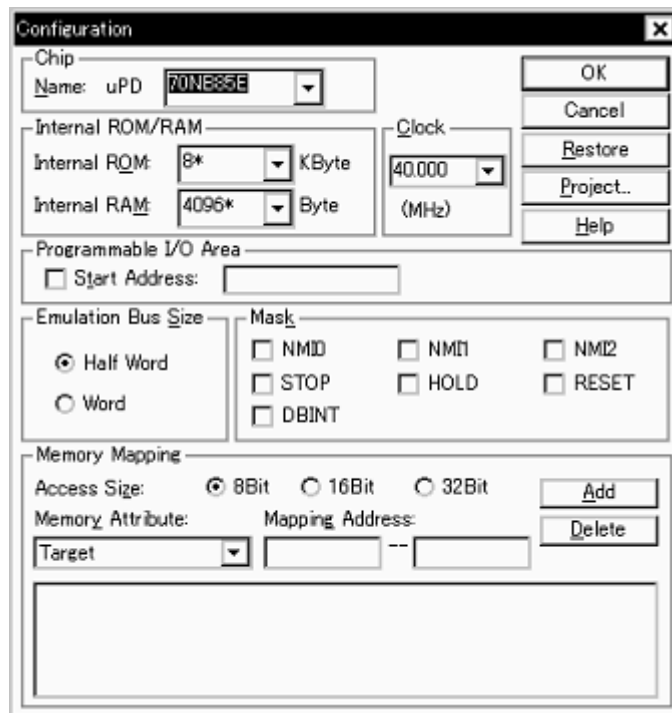 Configuration
Chip
Name: uPD 70NB85E
OK
Cancel
Restore
Project..
Help
Internal ROM/RAM
Internal ROM: 8* KByte
Internal RAM: 4096* Byte
Clock
40.000
(MHz)
Programmable I/O Area
Start Address:
Emulation Bus Size
Half Word
Word
Mask
NMI0 NMI1 NMI2
STOP HOLD RESET
DBINT
Memory Mapping
Access Size: 8Bit 16Bit 32Bit
Add
Memory Attribute: Mapping Address:
Delete
Target --